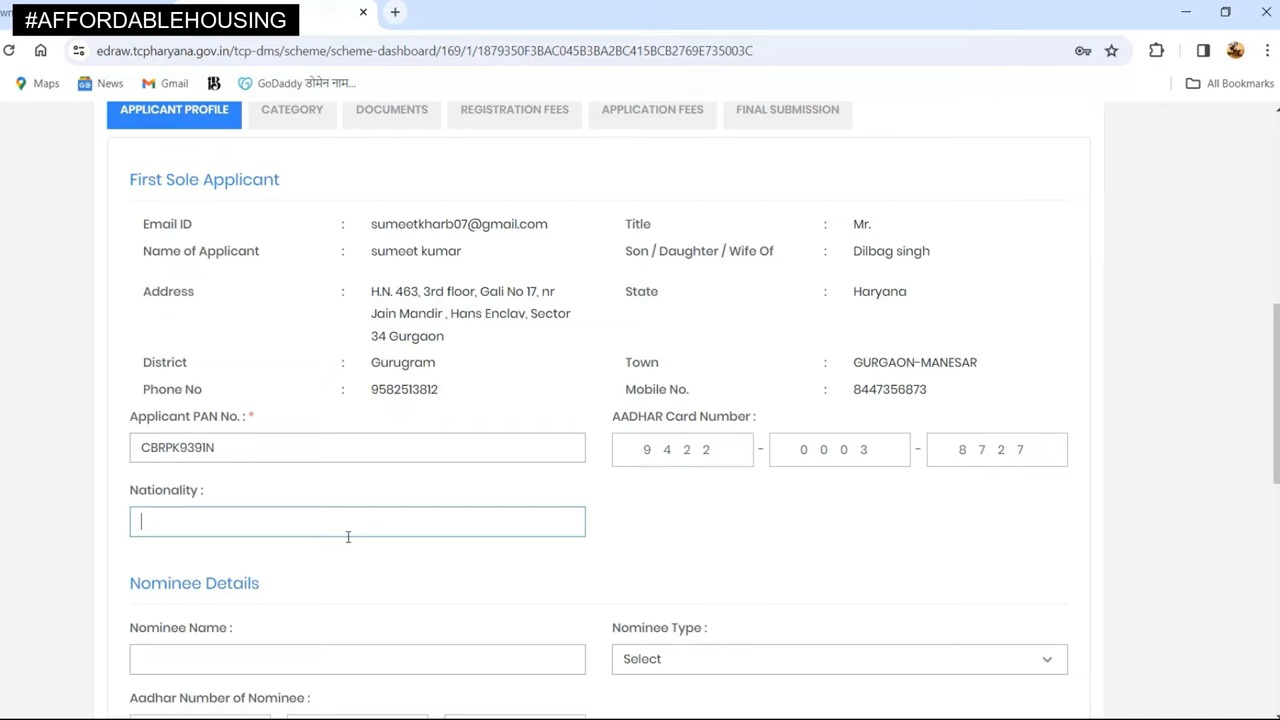 #AFFORDABLEHOUSING
edraw.tcpharyana.gov.in/tcp-dms/scheme/scheme-dashboard/169/1/1879350F3BAC045B3BA2BC415BCB2769E735003C
Maps News Gmail GoDaddy डोमेन नाम... All Bookmarks
APPLICANT PROFILE CATEGORY DOCUMENTS REGISTRATION FEES APPLICATION FEES FINAL SUBMISSION
First Sole Applicant
Email ID : sumeetkharb07@gmail.com Title : Mr.
Name of Applicant : sumeet kumar Son / Daughter / Wife Of : Dilbag singh
Address : H.N. 463, 3rd floor, Gali No 17, nr State : Haryana
Jain Mandir , Hans Enclav, Sector
34 Gurgaon
District : Gurugram Town : GURGAON-MANESAR
Phone No : 9582513812 Mobile No. : 8447356873
Applicant PAN No. : * AADHAR Card Number :
CBRPK9391N 9 4 2 2 - 0 0 0 3 - 8 7 2 7
Nationality :
Nominee Details
Nominee Name : Nominee Type :
Select
Aadhar Number of Nominee :